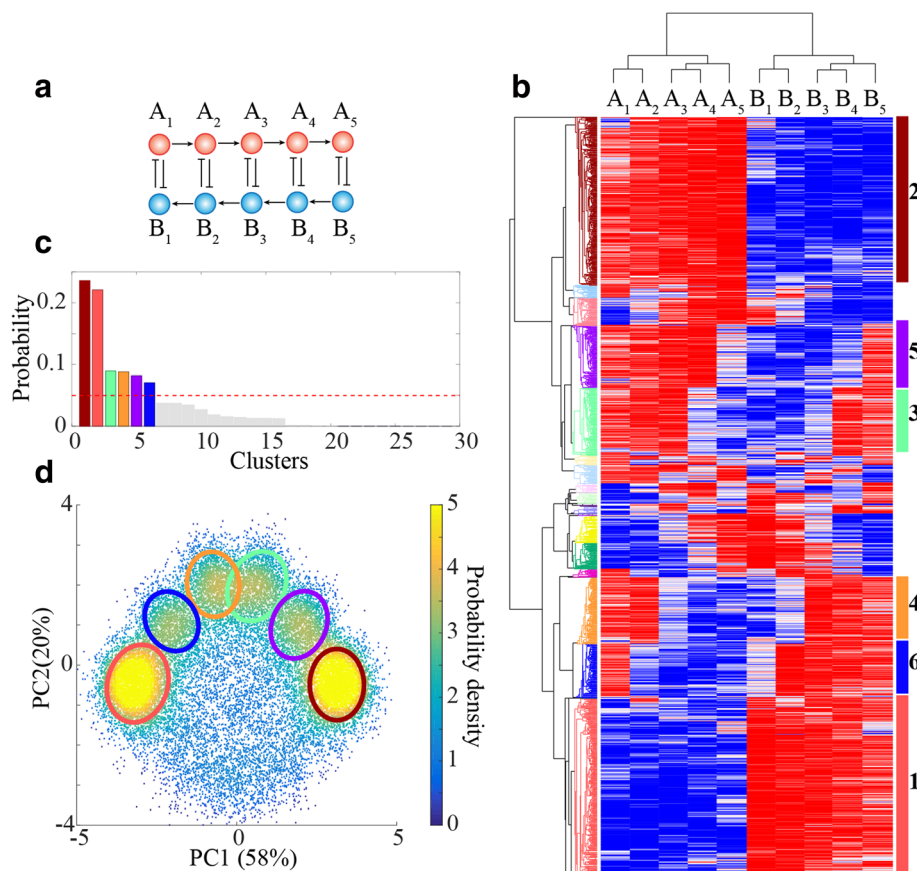 a
A1 A2 A3 A4 A5
B1 B2 B3 B4 B5
b
A1 A2 A3 A4 A5 B1 B2 B3 B4 B5
2
5
3
4
6
1
c
Probability
0.2
0.1
0
0 5 10 15 20 25 30
Clusters
d
PC2(20%)
4
0
-4
-5 0 5
PC1 (58%)
5
4
3
2
1
0
Probability density